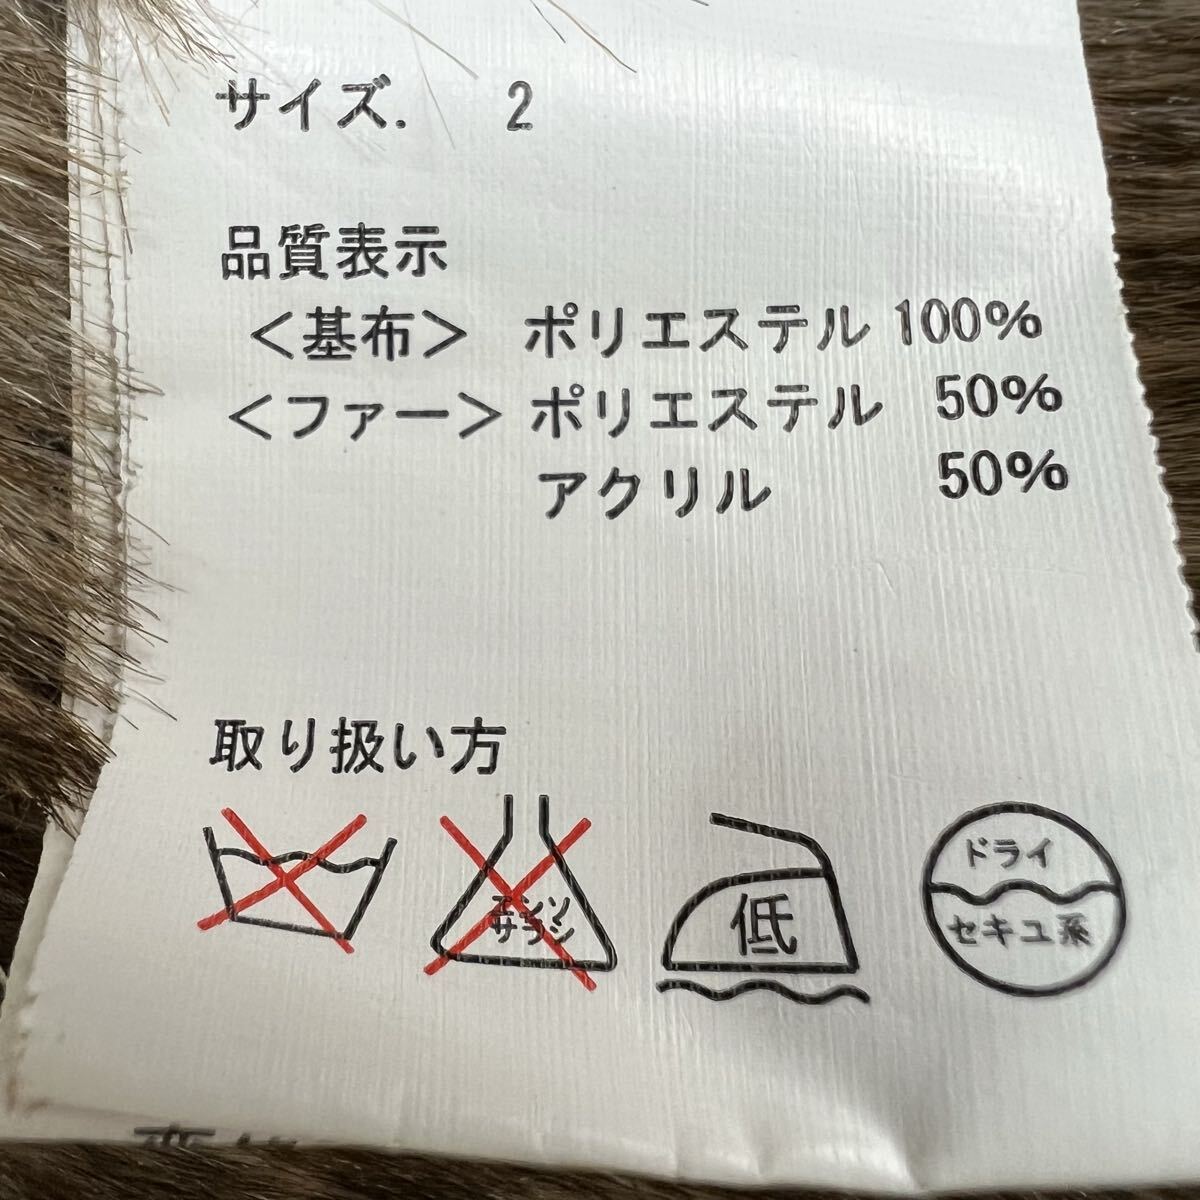 サイズ. 2
品質表示
<基布> ポリエステル 100%
<ファー> ポリエステル 50%
アクリル 50%
取り扱い方
エンソ
サラシ
低
ドライ
セキユ系